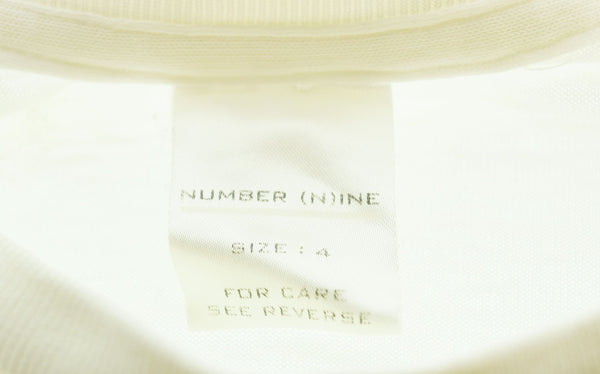 NUMBER (N)INE
SIZE : 4
FOR CARE
SEE REVERSE